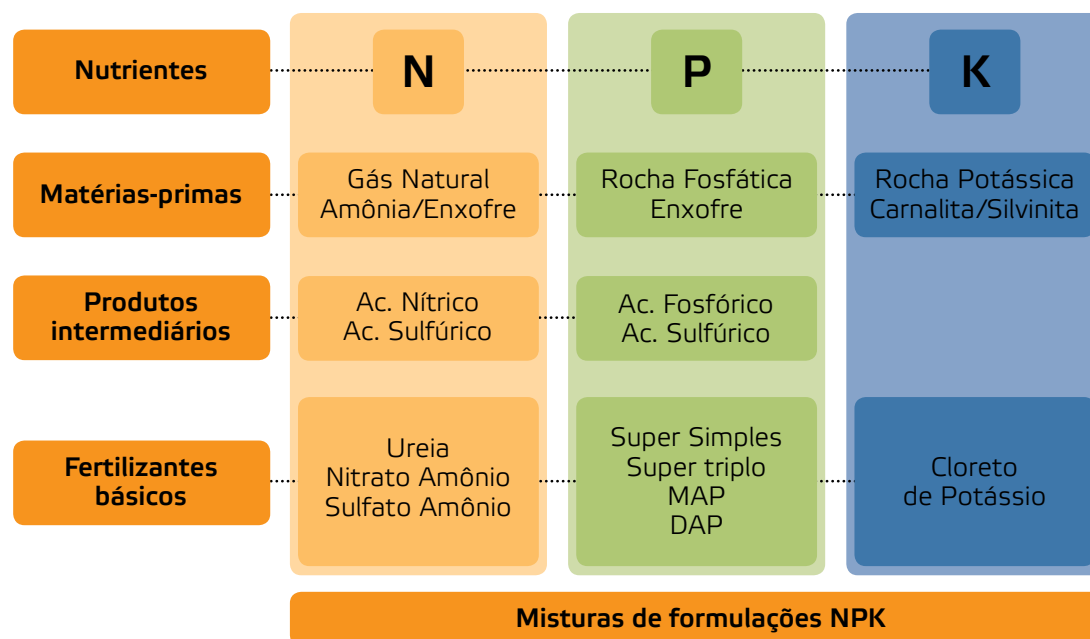 Nutrientes
N
P
K
Matérias-primas
Gás Natural
Amônia/Enxofre
Rocha Fosfática
Enxofre
Rocha Potássica
Carnalita/Silvinita
Produtos
intermediários
Ac. Nítrico
Ac. Sulfúrico
Ac. Fosfórico
Ac. Sulfúrico
Fertilizantes
básicos
Ureia
Nitrato Amônio
Sulfato Amônio
Super Simples
Super triplo
MAP
DAP
Cloreto
de Potássio
Misturas de formulações NPK